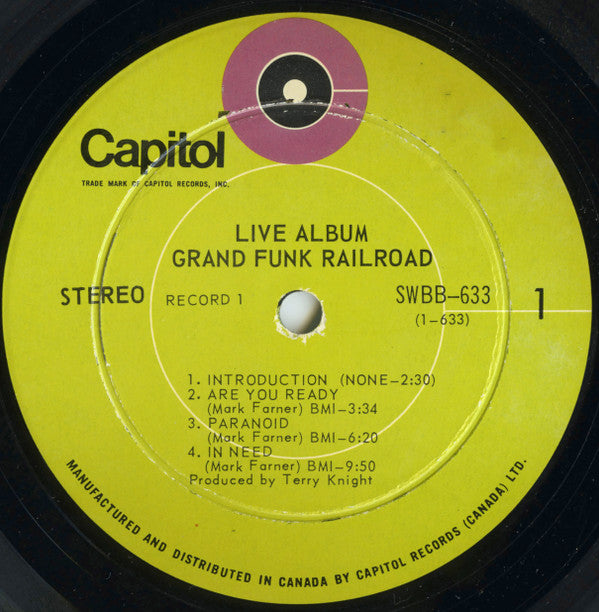 Capitol
TRADE MARK OF CAPITOL RECORDS, INC.
LIVE ALBUM
GRAND FUNK RAILROAD
STEREO RECORD 1 SWBB-633 1
(1-633)
1. INTRODUCTION (NONE-2:30)
2. ARE YOU READY
(Mark Farner) BMI-3:34
3. PARANOID
(Mark Farner) BMI-6:20
4. IN NEED
(Mark Farner) BMI-9:50
Produced by Terry Knight
MANUFACTURED AND DISTRIBUTED IN CANADA BY CAPITOL RECORDS (CANADA) LTD.